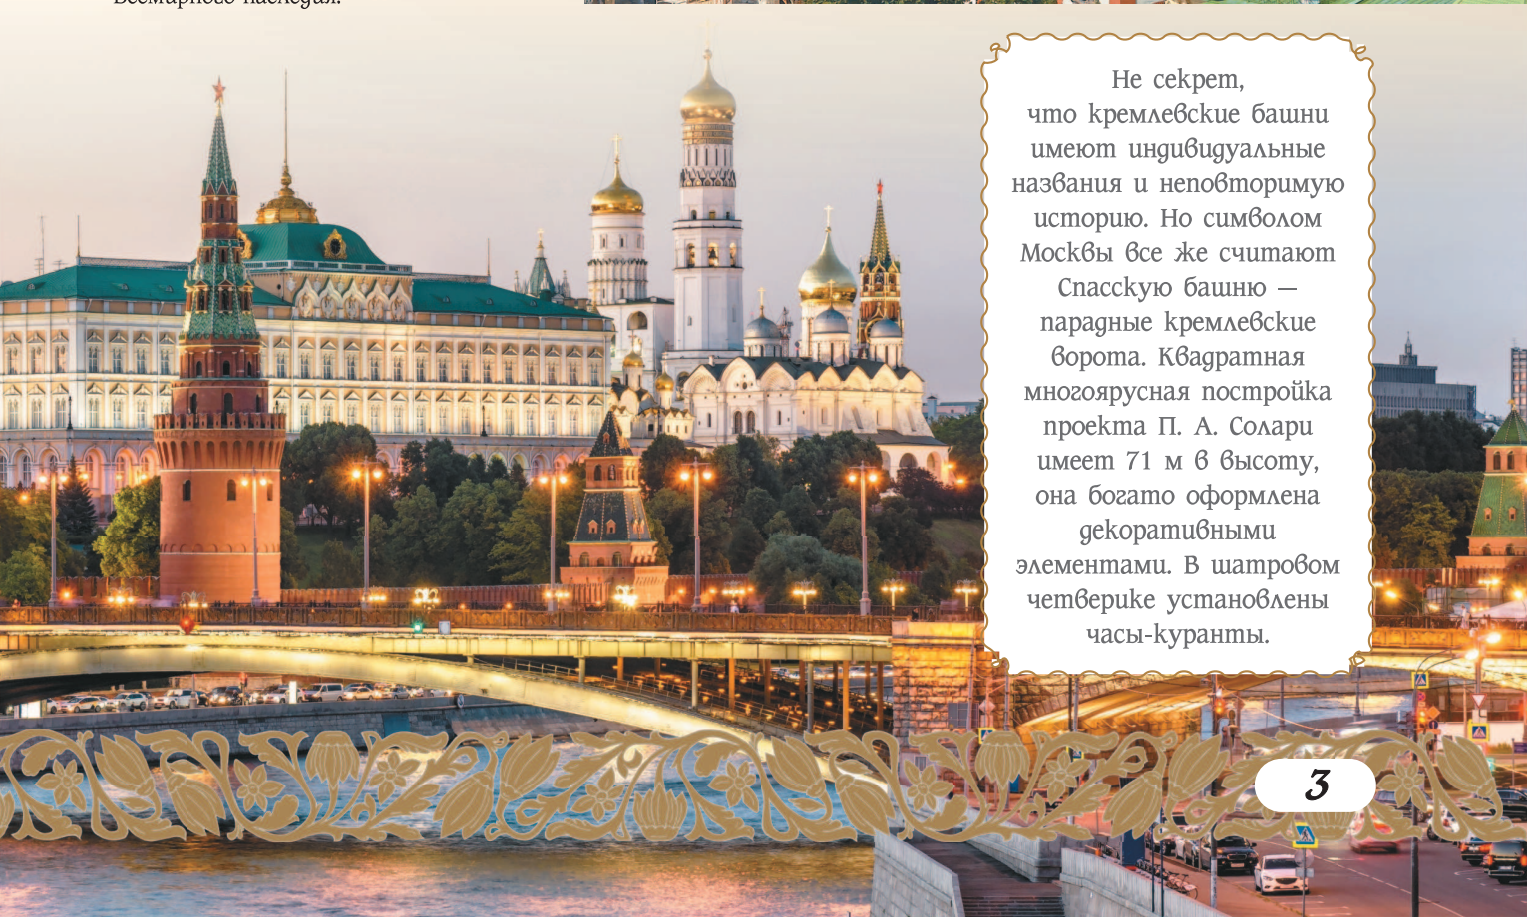 Всемирного наследия.
Не секрет,
что кремлевские башни
имеют индивидуальные
названия и неповторимую
историю. Но символом
Москвы все же считают
Спасскую башню —
парадные кремлевские
ворота. Квадратная
многоярусная постройка
проекта П. А. Солари
имеет 71 м в высоту,
она богато оформлена
декоративными
элементами. В шатровом
четверике установлены
часы-куранты.
3